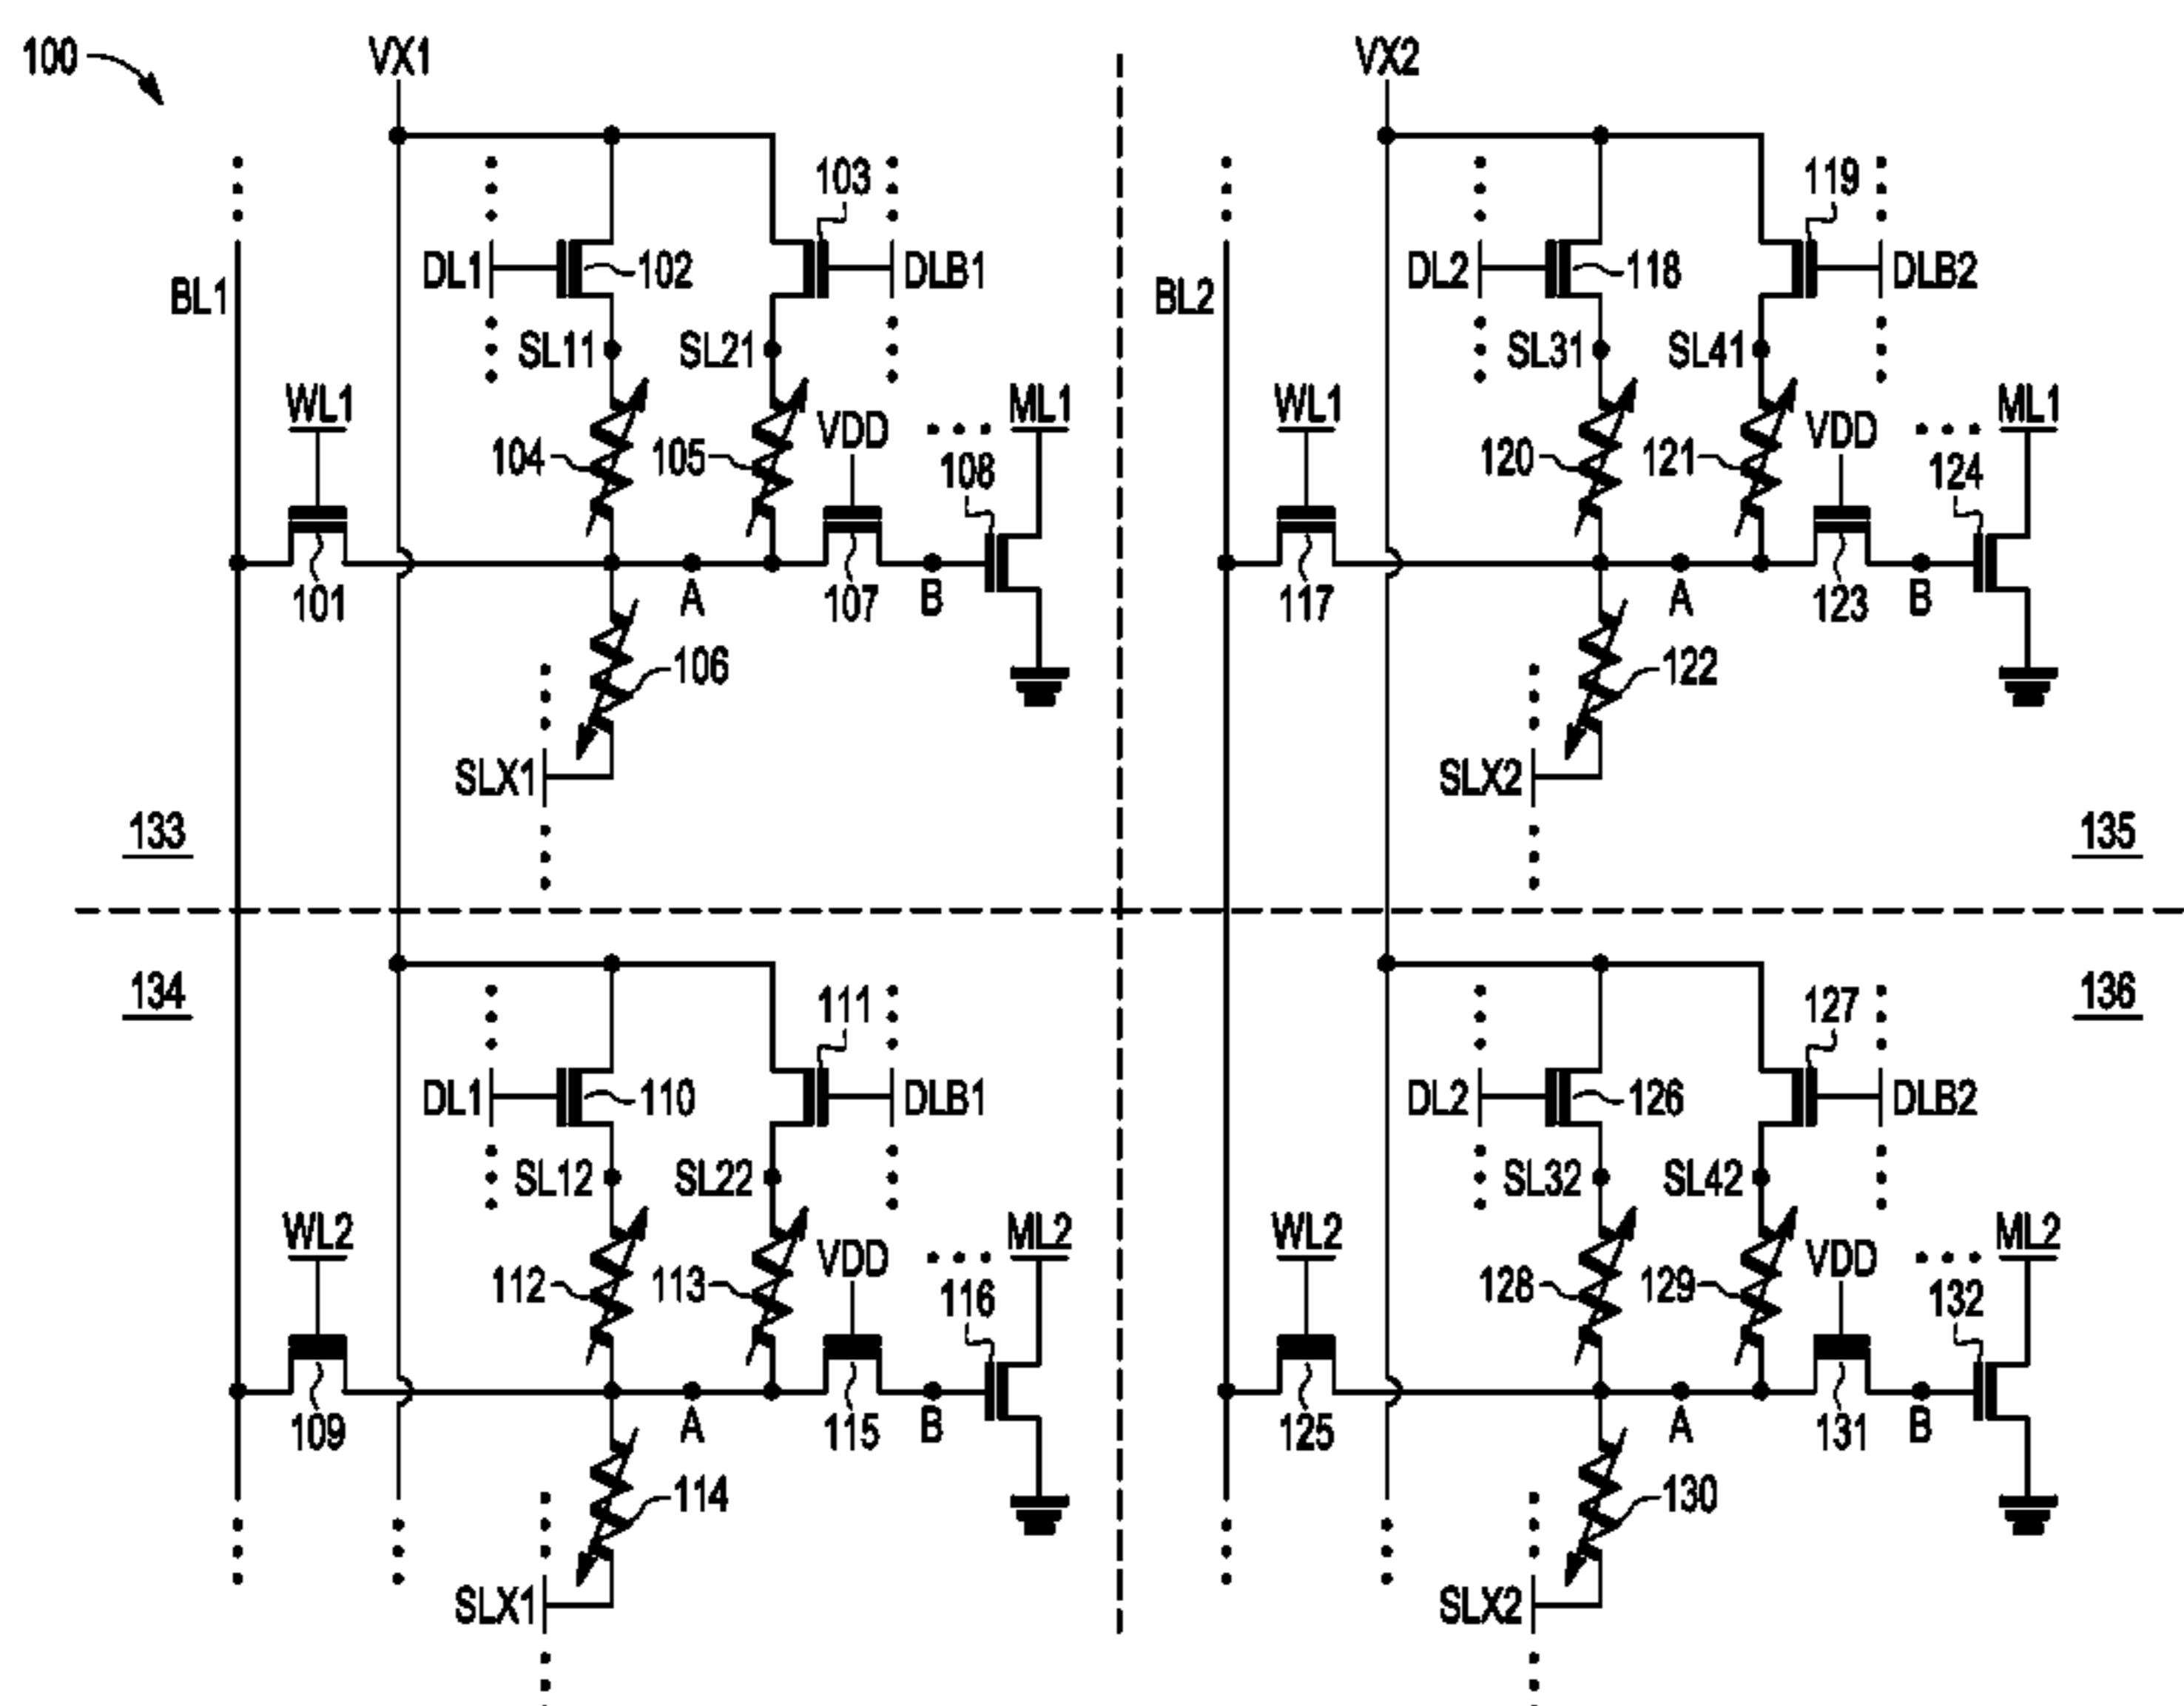 100
VX1
VX2
103
119
DL1
102
DLB1
DL2
118
DLB2
BL1
BL2
SL11
SL21
SL31
SL41
WL1
VDD
ML1
WL1
VDD
ML1
104
105
108
120
121
124
101
A
107
B
117
A
123
B
106
122
SLX1
SLX2
133
135
134
136
111
127
DL1
110
DLB1
DL2
126
DLB2
SL12
SL22
SL32
SL42
WL2
VDD
ML2
WL2
VDD
ML2
112
113
116
128
129
132
109
A
115
B
125
A
131
B
114
130
SLX1
SLX2